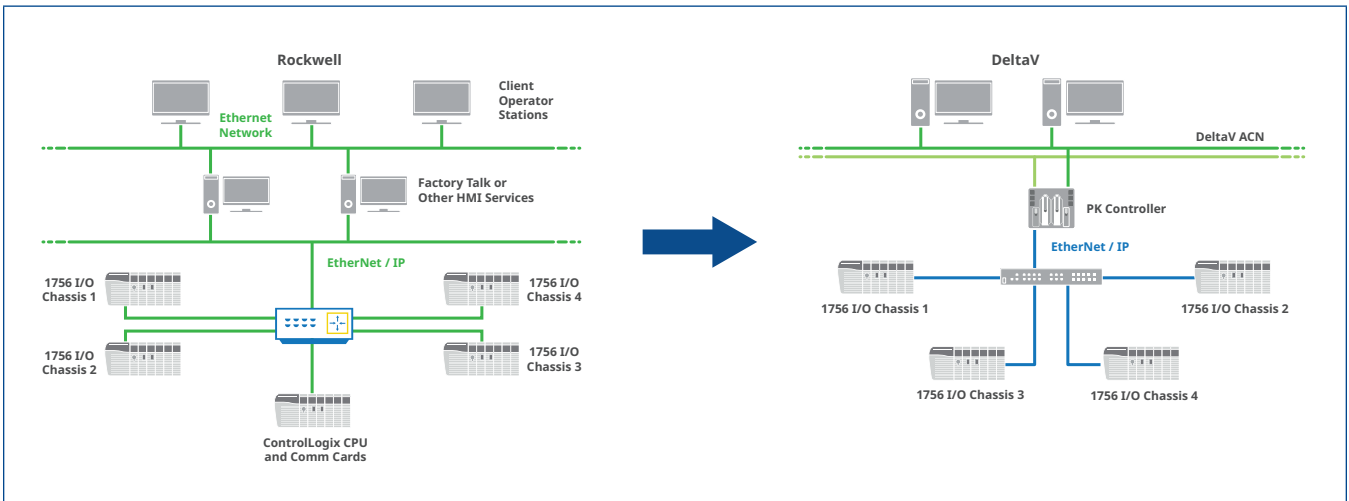 Rockwell
Client
Operator
Stations
Ethernet
Network
Factory Talk or
Other HMI Services
EtherNet / IP
1756 I/O
Chassis 1
1756 I/O
Chassis 4
1756 I/O
Chassis 2
1756 I/O
Chassis 3
ControlLogix CPU
and Comm Cards
DeltaV
DeltaV ACN
PK Controller
EtherNet / IP
1756 I/O Chassis 1
1756 I/O Chassis 2
1756 I/O Chassis 3
1756 I/O Chassis 4